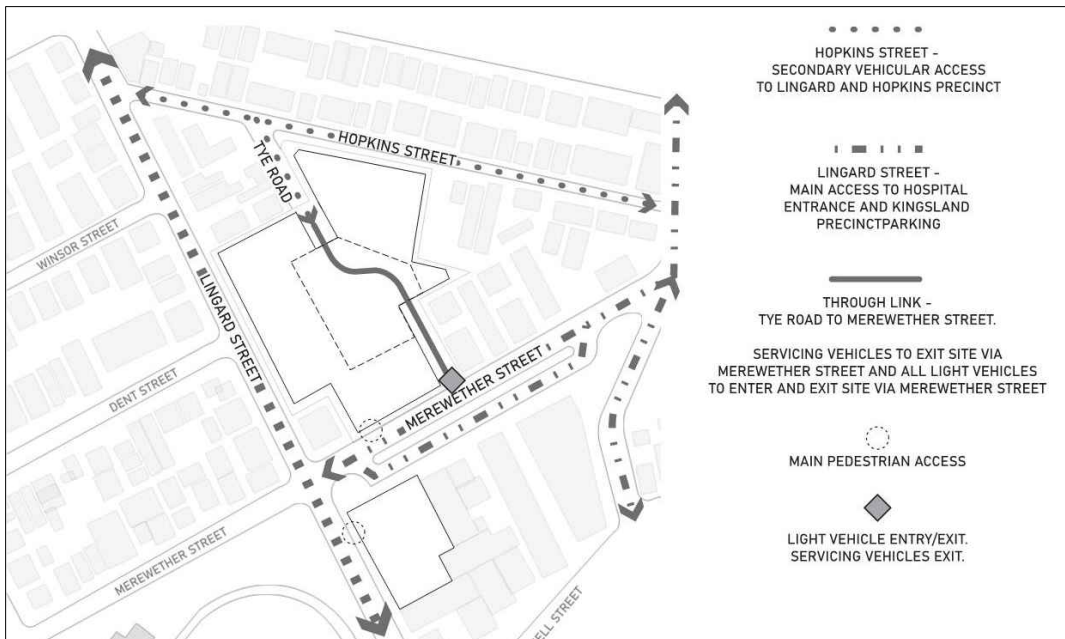 HOPKINS STREET
TYE ROAD
WINSOR STREET
LINGARD STREET
DENT STREET
MEREWETHER STREET
MEREWETHER STREET
ELL STREET
HOPKINS STREET -
SECONDARY VEHICULAR ACCESS
TO LINGARD AND HOPKINS PRECINCT
LINGARD STREET -
MAIN ACCESS TO HOSPITAL
ENTRANCE AND KINGSLAND
PRECINCTPARKING
THROUGH LINK -
TYE ROAD TO MEREWETHER STREET.
SERVICING VEHICLES TO EXIT SITE VIA
MEREWETHER STREET AND ALL LIGHT VEHICLES
TO ENTER AND EXIT SITE VIA MEREWETHER STREET
MAIN PEDESTRIAN ACCESS
LIGHT VEHICLE ENTRY/EXIT.
SERVICING VEHICLES EXIT.